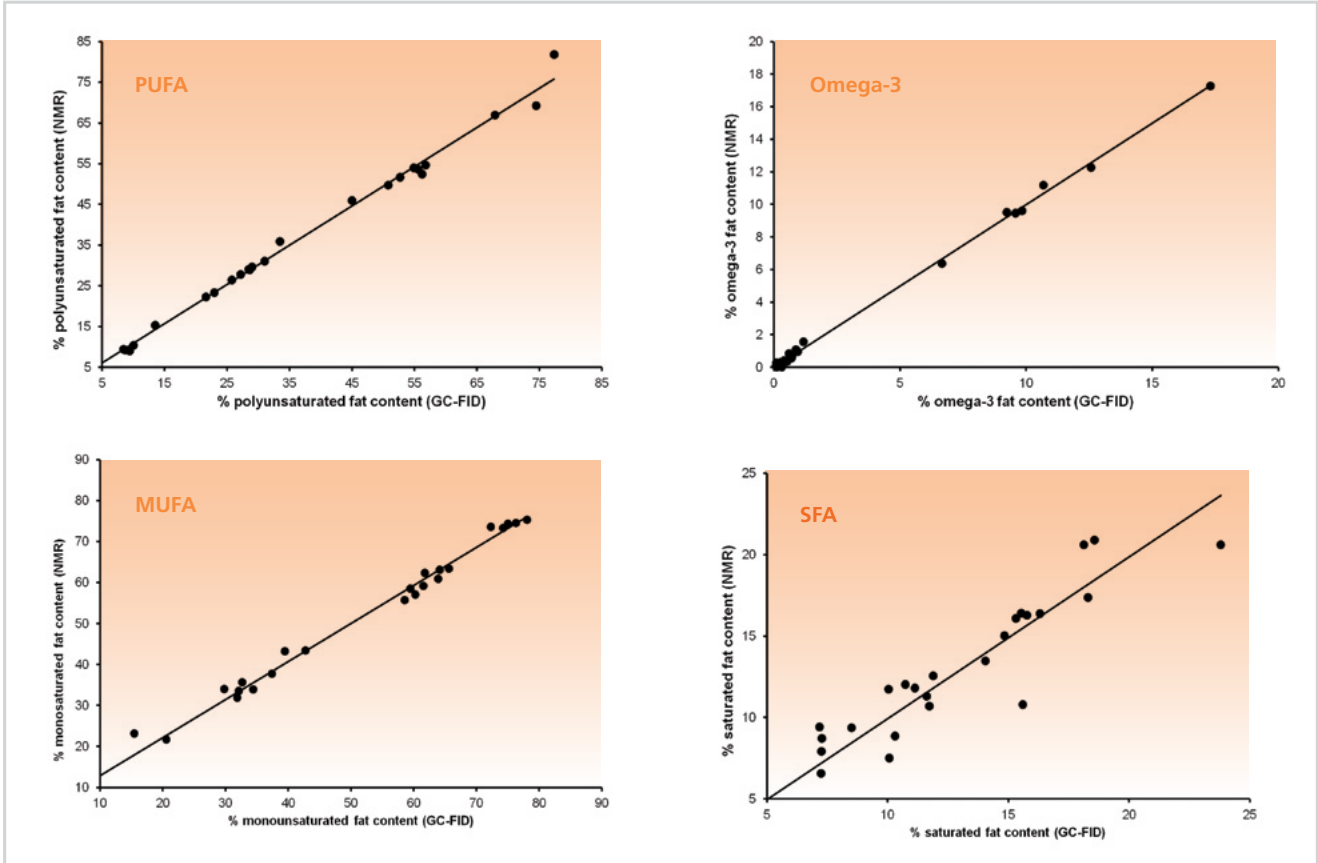 PUFA
% polyunsaturated fat content (NMR)
85
75
65
55
45
35
25
15
5
5 15 25 35 45 55 65 75 85
% polyunsaturated fat content (GC-FID)
Omega-3
% omega-3 fat content (NMR)
20
18
16
14
12
10
8
6
4
2
0
0 5 10 15 20
% omega-3 fat content (GC-FID)
MUFA
% monosaturated fat content (NMR)
90
80
70
60
50
40
30
20
10
10 20 30 40 50 60 70 80 90
% monounsaturated fat content (GC-FID)
SFA
% saturated fat content (NMR)
25
20
15
10
5
5 10 15 20 25
% saturated fat content (GC-FID)